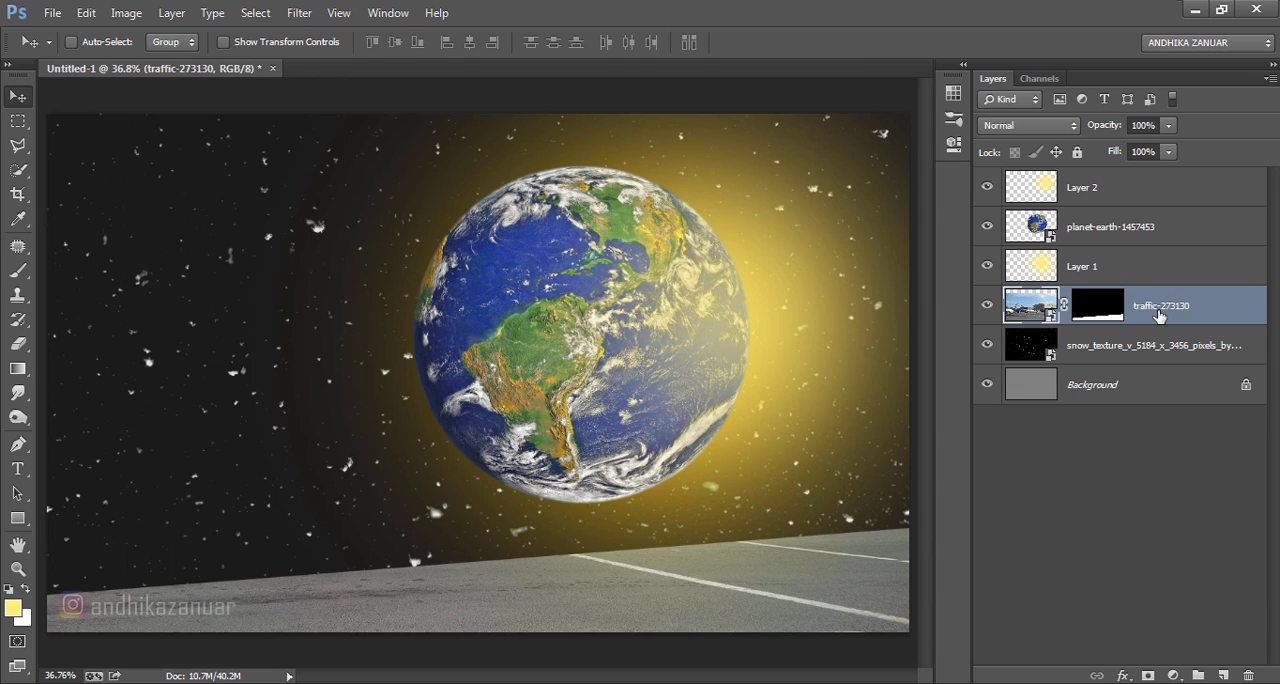 Ps File Edit Image Layer Type Select Filter View Window Help
Auto-Select: Group Show Transform Controls ANDHIKA ZANUAR
Untitled-1 @ 36.8% (traffic-273130, RGB/8) * ×
Layers Channels
Kind
Normal Opacity: 100%
Lock: Fill: 100%
Layer 2
planet-earth-1457453
Layer 1
traffic-273130
snow_texture_v_5184_x_3456_pixels_by...
Background
andhikazanuar
36.76% Doc: 10.7M/40.2M